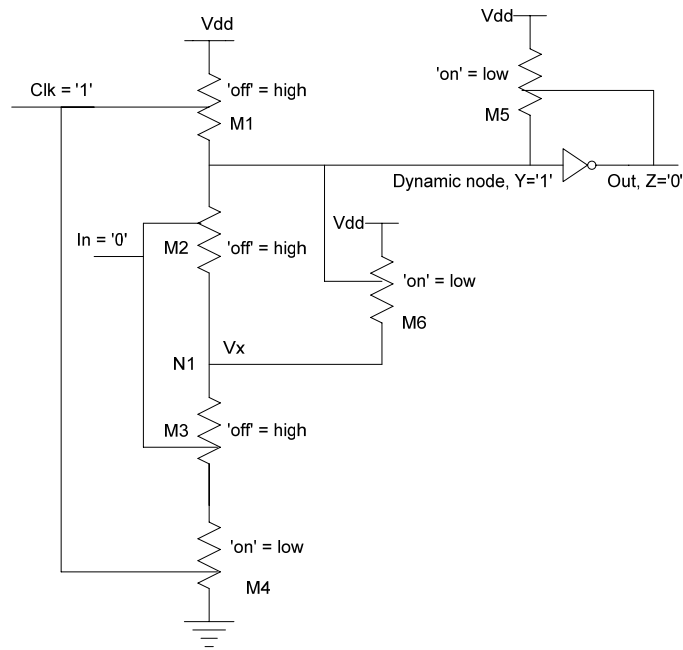 Vdd
Vdd
Clk = '1'
'off' = high
'on' = low
M1
M5
Dynamic node, Y='1'
Out, Z='0'
In = '0'
M2
'off' = high
Vdd
'on' = low
M6
Vx
N1
M3
'off' = high
'on' = low
M4